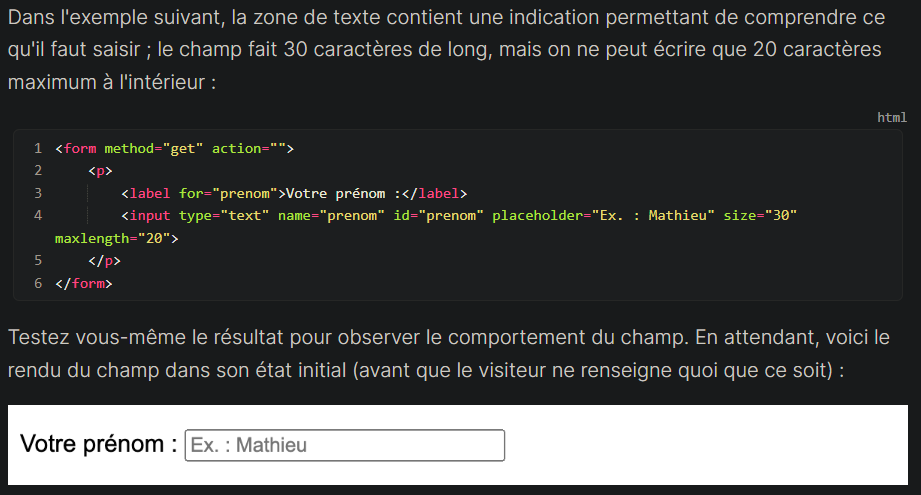 Dans l'exemple suivant, la zone de texte contient une indication permettant de comprendre ce
qu'il faut saisir ; le champ fait 30 caractères de long, mais on ne peut écrire que 20 caractères
maximum à l'intérieur :
html
1 <form method="get" action="">
2 <p>
3 <label for="prenom">Votre prénom :</label>
4 <input type="text" name="prenom" id="prenom" placeholder="Ex. : Mathieu" size="30"
maxlength="20">
5 </p>
6 </form>
Testez vous-même le résultat pour observer le comportement du champ. En attendant, voici le
rendu du champ dans son état initial (avant que le visiteur ne renseigne quoi que ce soit) :
Votre prénom : Ex. : Mathieu